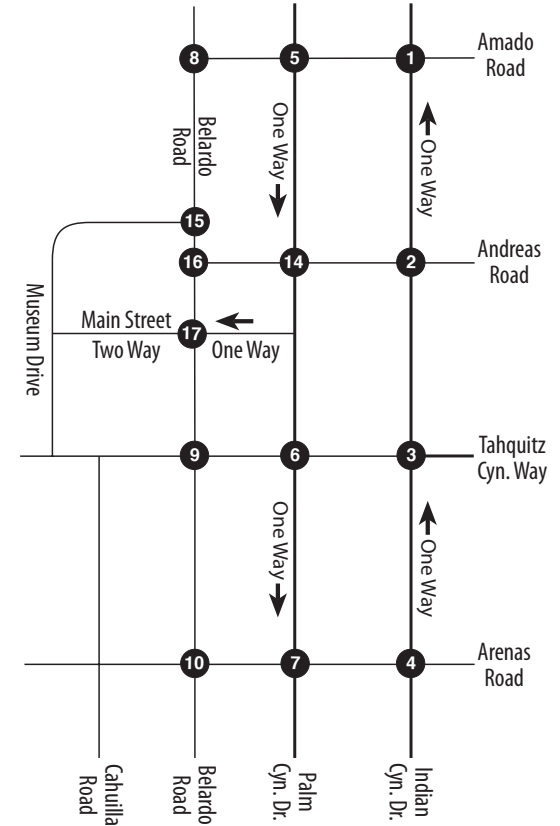 8
5
1
Amado
Road
Belardo
Road
One Way
One Way
15
16
14
2
Andreas
Road
Museum Drive
Main Street
17
Two Way
One Way
9
6
3
Tahquitz
Cyn. Way
One Way
One Way
10
7
4
Arenas
Road
Cahuilla
Road
Belardo
Road
Palm
Cyn. Dr.
Indian
Cyn. Dr.